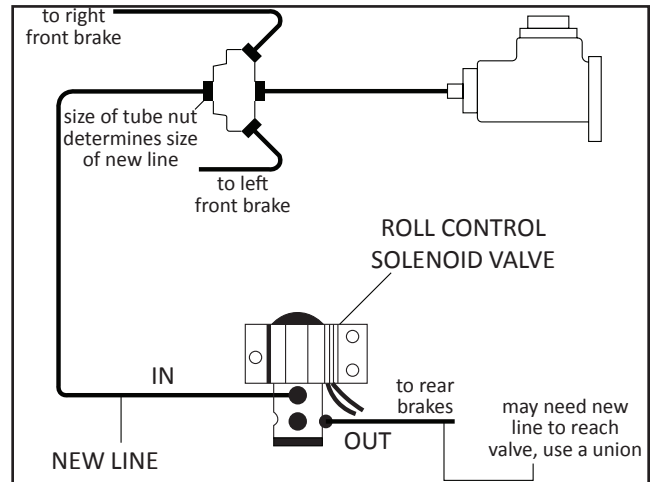 to right
front brake
size of tube nut
determines size
of new line
to left
front brake
ROLL CONTROL
SOLENOID VALVE
IN
to rear
brakes
may need new
line to reach
valve, use a union
OUT
NEW LINE